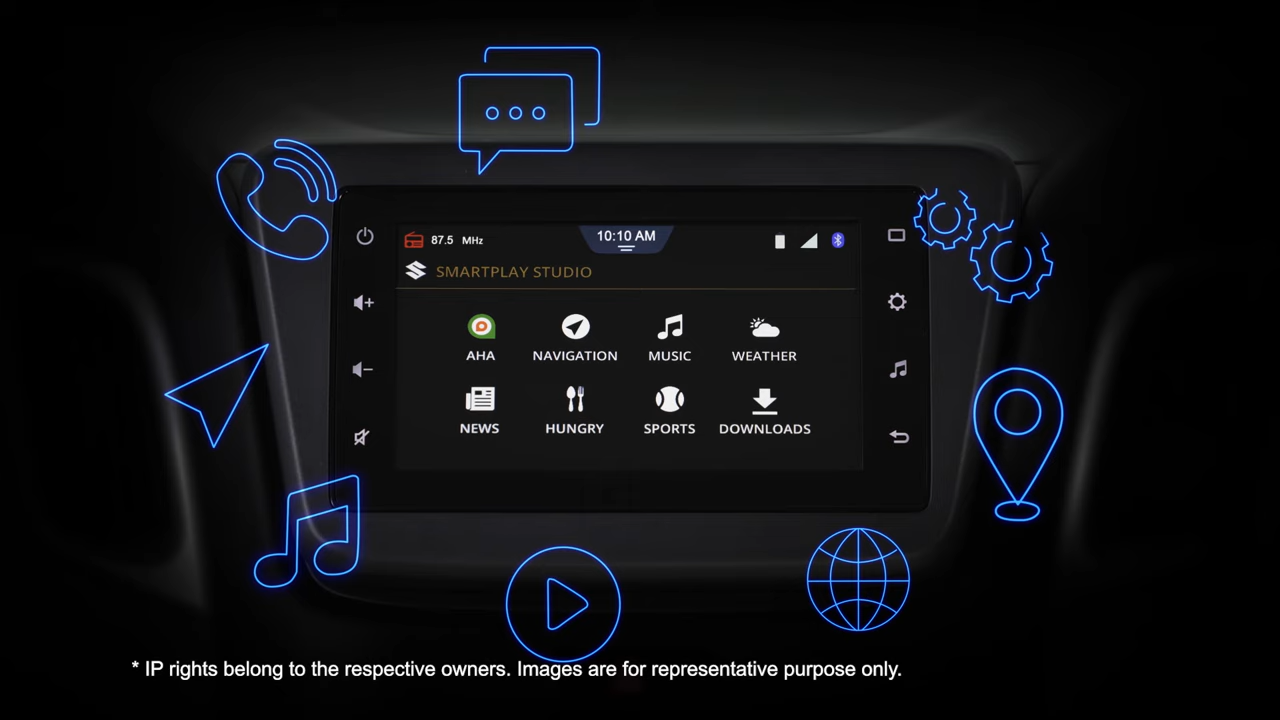 87.5 MHz
10:10 AM
SMARTPLAY STUDIO
AHA
NAVIGATION
MUSIC
WEATHER
NEWS
HUNGRY
SPORTS
DOWNLOADS
* IP rights belong to the respective owners. Images are for representative purpose only.